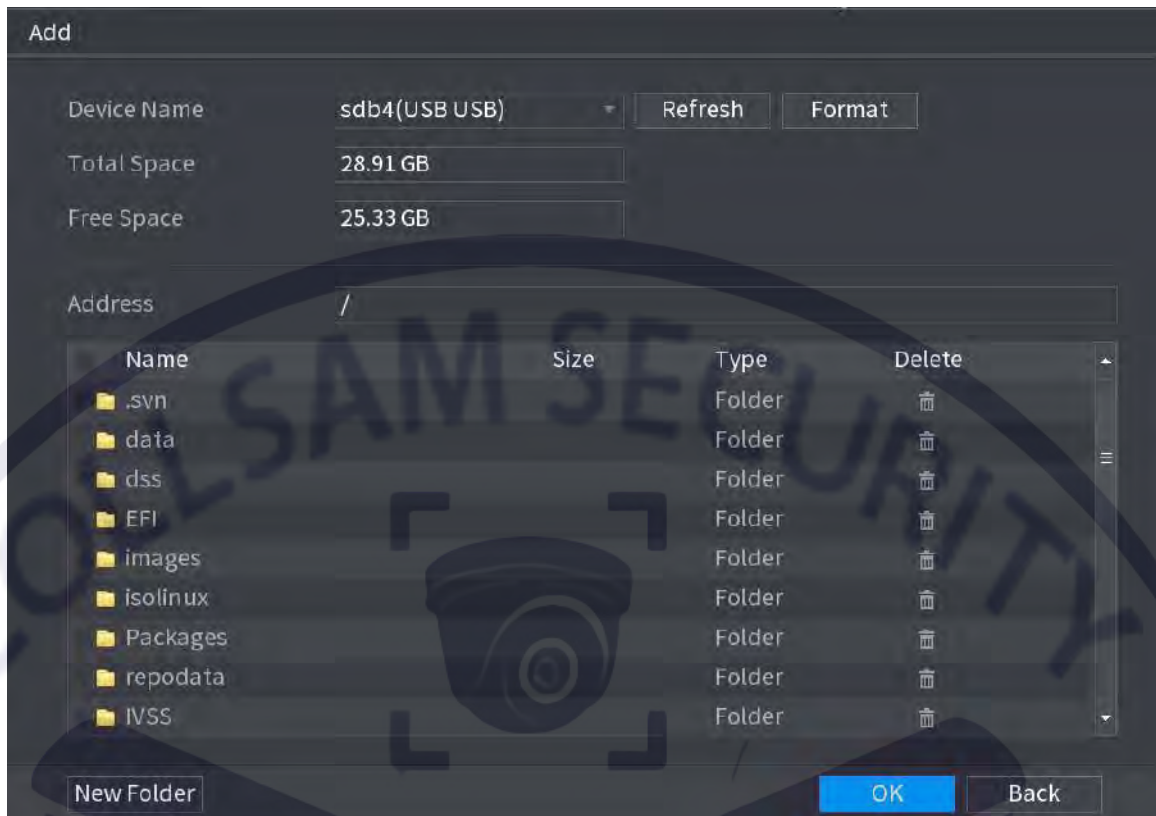 Add
Device Name sdb4(USB USB) Refresh Format
Total Space 28.91 GB
Free Space 25.33 GB
Address /
Name Size Type Delete
.svn Folder
data Folder
dss Folder
EFI Folder
images Folder
isolinux Folder
Packages Folder
repodata Folder
IVSS Folder
New Folder OK Back
SAM SECURITY